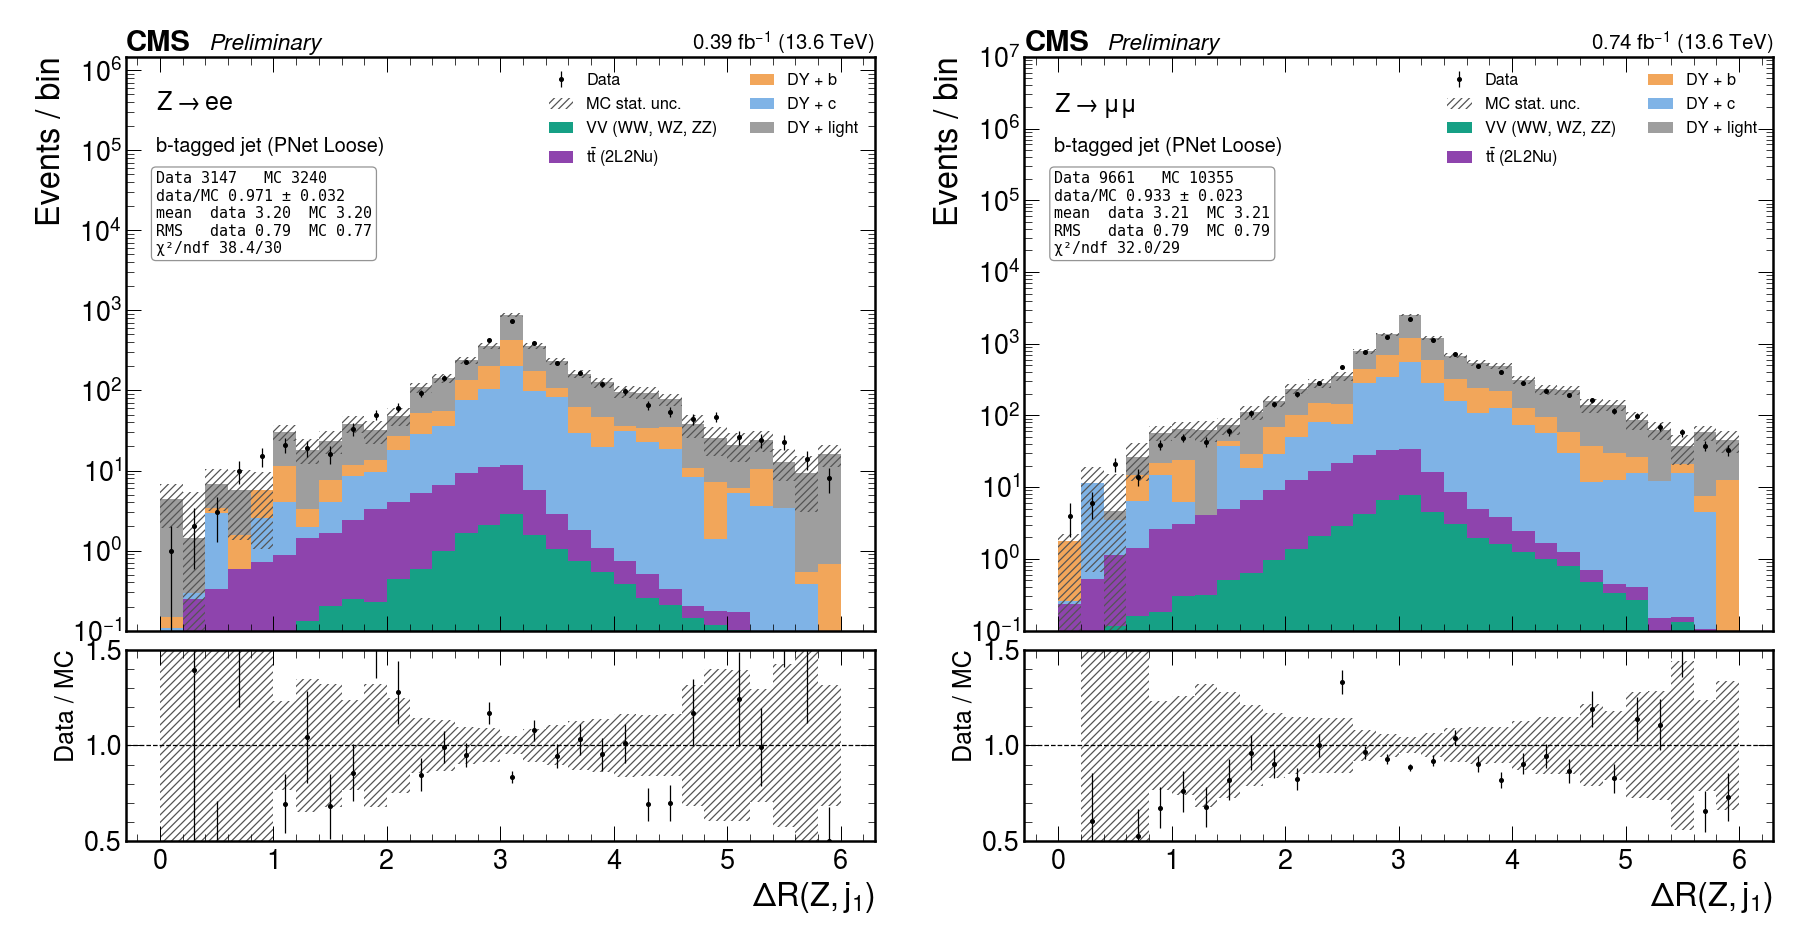 CMS Preliminary 0.39 fb⁻¹ (13.6 TeV)
Events / bin
10⁶
10⁵
10⁴
10³
10²
10¹
10⁰
10⁻¹
Z → ee
b-tagged jet (PNet Loose)
Data 3147 MC 3240
data/MC 0.971 ± 0.032
mean data 3.20 MC 3.20
RMS data 0.79 MC 0.77
χ²/ndf 38.4/30
Data
MC stat. unc.
VV (WW, WZ, ZZ)
tt̄ (2L2Nu)
DY + b
DY + c
DY + light
Data / MC
1.5
1.0
0.5
0 1 2 3 4 5 6
ΔR(Z, j₁)
CMS Preliminary 0.74 fb⁻¹ (13.6 TeV)
Events / bin
10⁷
10⁶
10⁵
10⁴
10³
10²
10¹
10⁰
10⁻¹
Z → μμ
b-tagged jet (PNet Loose)
Data 9661 MC 10355
data/MC 0.933 ± 0.023
mean data 3.21 MC 3.21
RMS data 0.79 MC 0.79
χ²/ndf 32.0/29
Data
MC stat. unc.
VV (WW, WZ, ZZ)
tt̄ (2L2Nu)
DY + b
DY + c
DY + light
Data / MC
1.5
1.0
0.5
0 1 2 3 4 5 6
ΔR(Z, j₁)